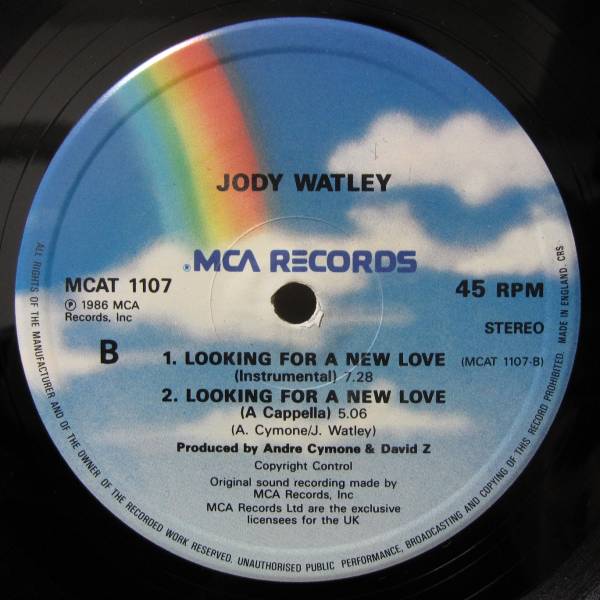 JODY WATLEY
®MCA RECORDS
MCAT 1107
℗ 1986 MCA
Records, Inc
45 RPM
STEREO
B
1. LOOKING FOR A NEW LOVE (MCAT 1107-B)
(Instrumental) 7.28
2. LOOKING FOR A NEW LOVE
(A Cappella) 5.06
(A. Cymone/J. Watley)
Produced by Andre Cymone & David Z
Copyright Control
Original sound recording made by
MCA Records, Inc
MCA Records Ltd are the exclusive
licensees for the UK
ALL RIGHTS OF THE MANUFACTURER AND OF THE OWNER OF THE RECORDED WORK RESERVED. UNAUTHORISED PUBLIC PERFORMANCE, BROADCASTING AND COPYING OF THIS RECORD PROHIBITED. MADE IN ENGLAND. CRS